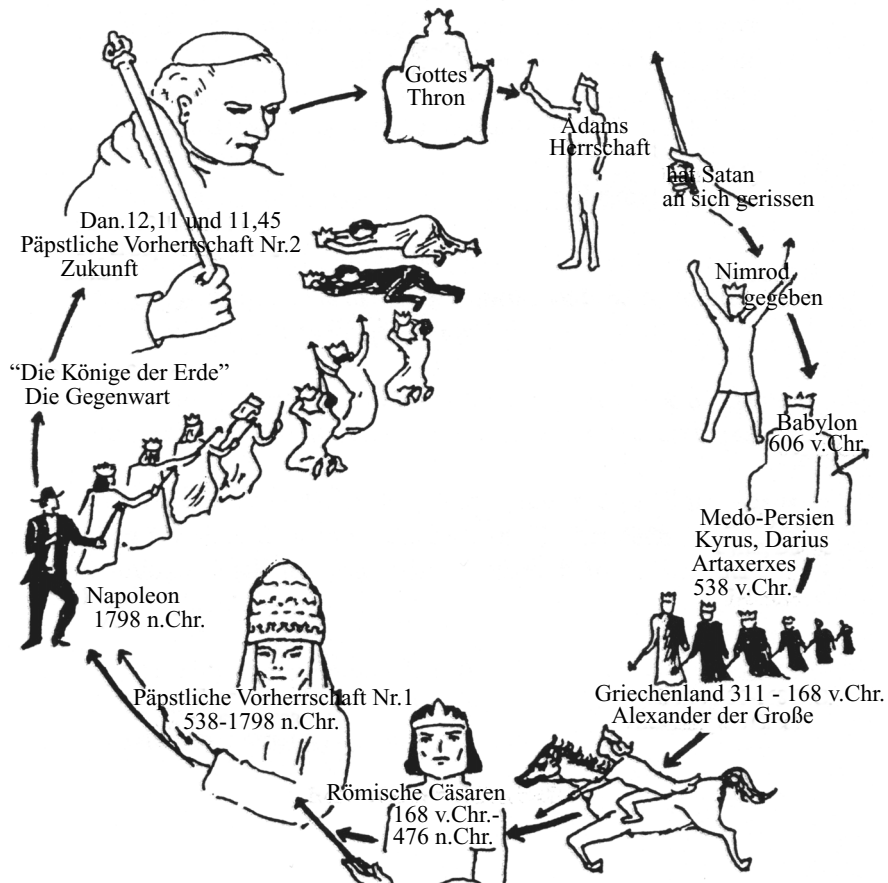 Gottes
Thron
Adams
Herrschaft
hat Satan
an sich gerissen
Nimrod
gegeben
Babylon
606 v.Chr.
Medo-Persien
Kyrus, Darius
Artaxerxes
538 v.Chr.
Griechenland 311 - 168 v.Chr.
Alexander der Große
Römische Cäsaren
168 v.Chr.-
476 n.Chr.
Päpstliche Vorherrschaft Nr.1
538-1798 n.Chr.
Napoleon
1798 n.Chr.
“Die Könige der Erde”
Die Gegenwart
Dan.12,11 und 11,45
Päpstliche Vorherrschaft Nr.2
Zukunft